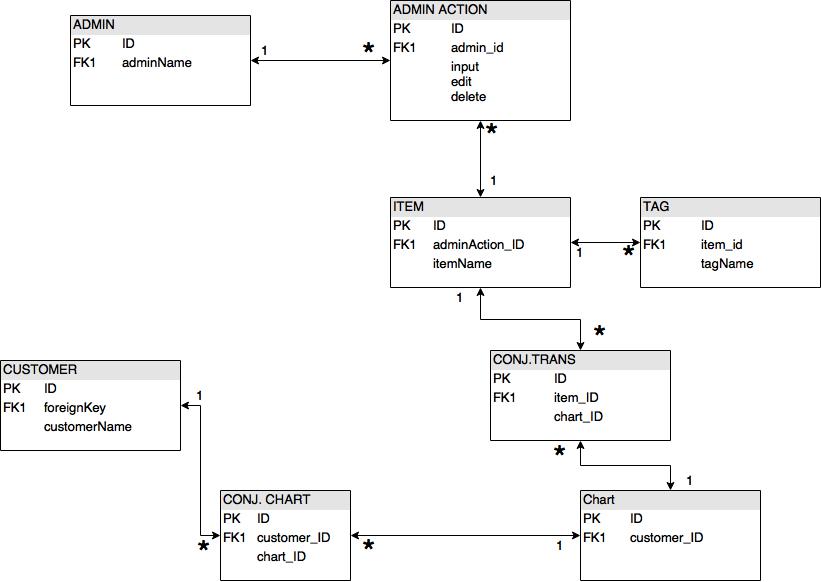 ADMIN
PK ID
FK1 adminName
1
*
ADMIN ACTION
PK ID
FK1 admin_id
input
edit
delete
*
1
ITEM
PK ID
FK1 adminAction_ID
itemName
1
*
TAG
PK ID
FK1 item_id
tagName
1
*
CONJ.TRANS
PK ID
FK1 item_ID
chart_ID
*
1
CUSTOMER
PK ID
FK1 foreignKey
customerName
1
*
CONJ. CHART
PK ID
FK1 customer_ID
chart_ID
*
1
Chart
PK ID
FK1 customer_ID